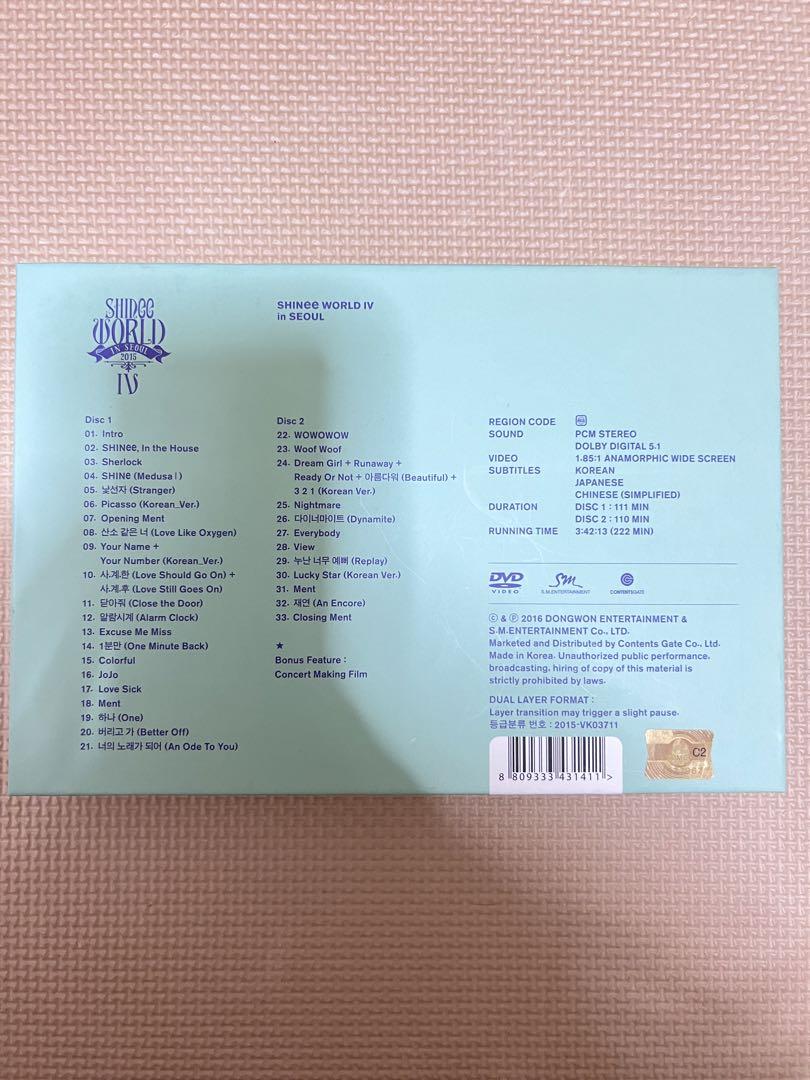 SHINee
WORLD
IN SEOUL
2015
IV
SHINee WORLD IV
in SEOUL
Disc 1
01. Intro
02. SHINee, In the House
03. Sherlock
04. SHINE (Medusa I)
05. 낯선자 (Stranger)
06. Picasso (Korean_Ver.)
07. Opening Ment
08. 산소 같은 너 (Love Like Oxygen)
09. Your Name +
Your Number (Korean_Ver.)
10. 사.계.한 (Love Should Go On) +
사.계.후 (Love Still Goes On)
11. 닫아줘 (Close the Door)
12. 알람시계 (Alarm Clock)
13. Excuse Me Miss
14. 1분만 (One Minute Back)
15. Colorful
16. JoJo
17. Love Sick
18. Ment
19. 하나 (One)
20. 버리고 가 (Better Off)
21. 너의 노래가 되어 (An Ode To You)
Disc 2
22. WOWOWOW
23. Woof Woof
24. Dream Girl + Runaway +
Ready Or Not + 아름다워 (Beautiful) +
3 2 1 (Korean Ver.)
25. Nightmare
26. 다이너마이트 (Dynamite)
27. Everybody
28. View
29. 누난 너무 예뻐 (Replay)
30. Lucky Star (Korean Ver.)
31. Ment
32. 재연 (An Encore)
33. Closing Ment
★
Bonus Feature :
Concert Making Film
REGION CODE
SOUND PCM STEREO
DOLBY DIGITAL 5.1
VIDEO 1.85:1 ANAMORPHIC WIDE SCREEN
SUBTITLES KOREAN
JAPANESE
CHINESE (SIMPLIFIED)
DURATION DISC 1 : 111 MIN
DISC 2 : 110 MIN
RUNNING TIME 3:42:13 (222 MIN)
DVD VIDEO
SM S.M.ENTERTAINMENT
CONTENTSGATE
© & ℗ 2016 DONGWON ENTERTAINMENT &
S.M.ENTERTAINMENT Co., LTD.
Marketed and Distributed by Contents Gate Co., Ltd.
Made in Korea. Unauthorized public performance,
broadcasting, hiring of copy of this material is
strictly prohibited by laws.
DUAL LAYER FORMAT :
Layer transition may trigger a slight pause.
등급분류 번호 : 2015-VK03711
8 809333 431411 >
C2